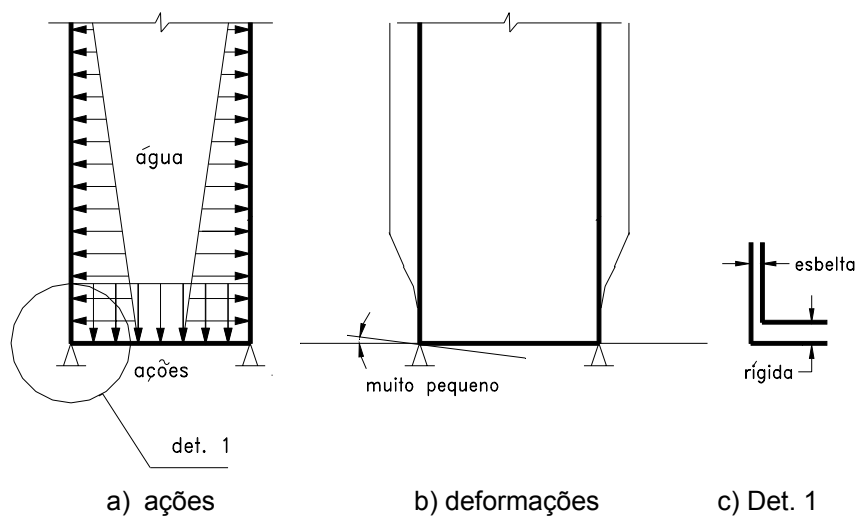 água
ações
det. 1
a) ações
muito pequeno
b) deformações
esbelta
rígida
c) Det. 1